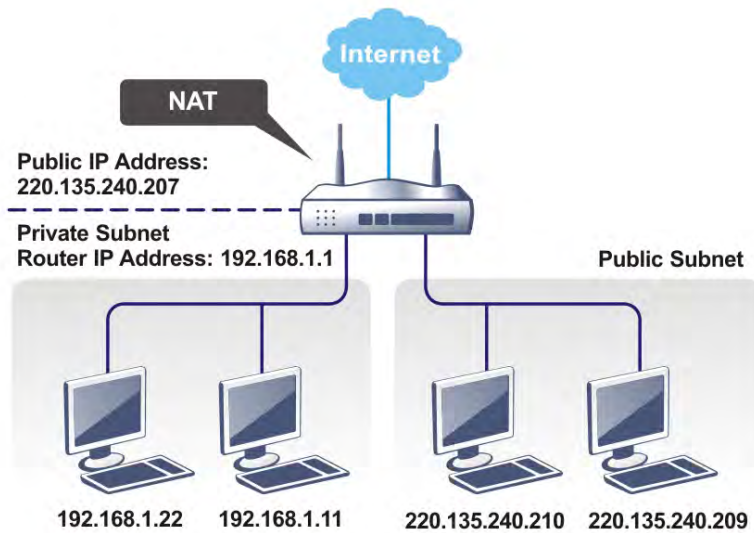 Internet
NAT
Public IP Address:
220.135.240.207
Private Subnet
Router IP Address: 192.168.1.1
Public Subnet
192.168.1.22
192.168.1.11
220.135.240.210
220.135.240.209